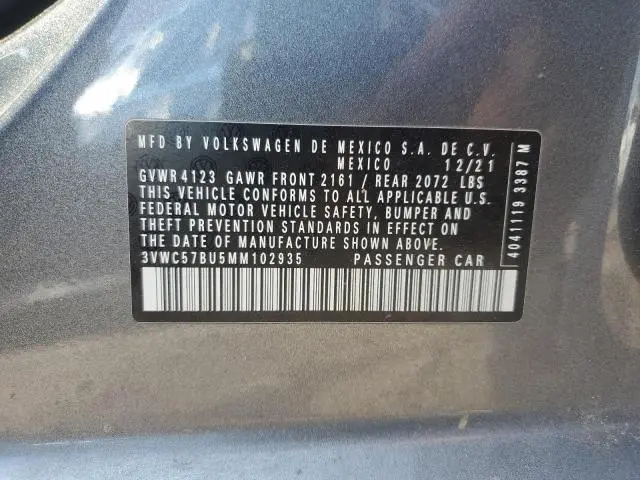 MFD BY VOLKSWAGEN DE MEXICO S.A. DE C.V.
MEXICO 12/21
GVWR 4123 GAWR FRONT 2161 / REAR 2072 LBS
THIS VEHICLE CONFORMS TO ALL APPLICABLE U.S.
FEDERAL MOTOR VEHICLE SAFETY, BUMPER AND
THEFT PREVENTION STANDARDS IN EFFECT ON
THE DATE OF MANUFACTURE SHOWN ABOVE.
3VWC57BU5MM102935 PASSENGER CAR
4041119 3387 M